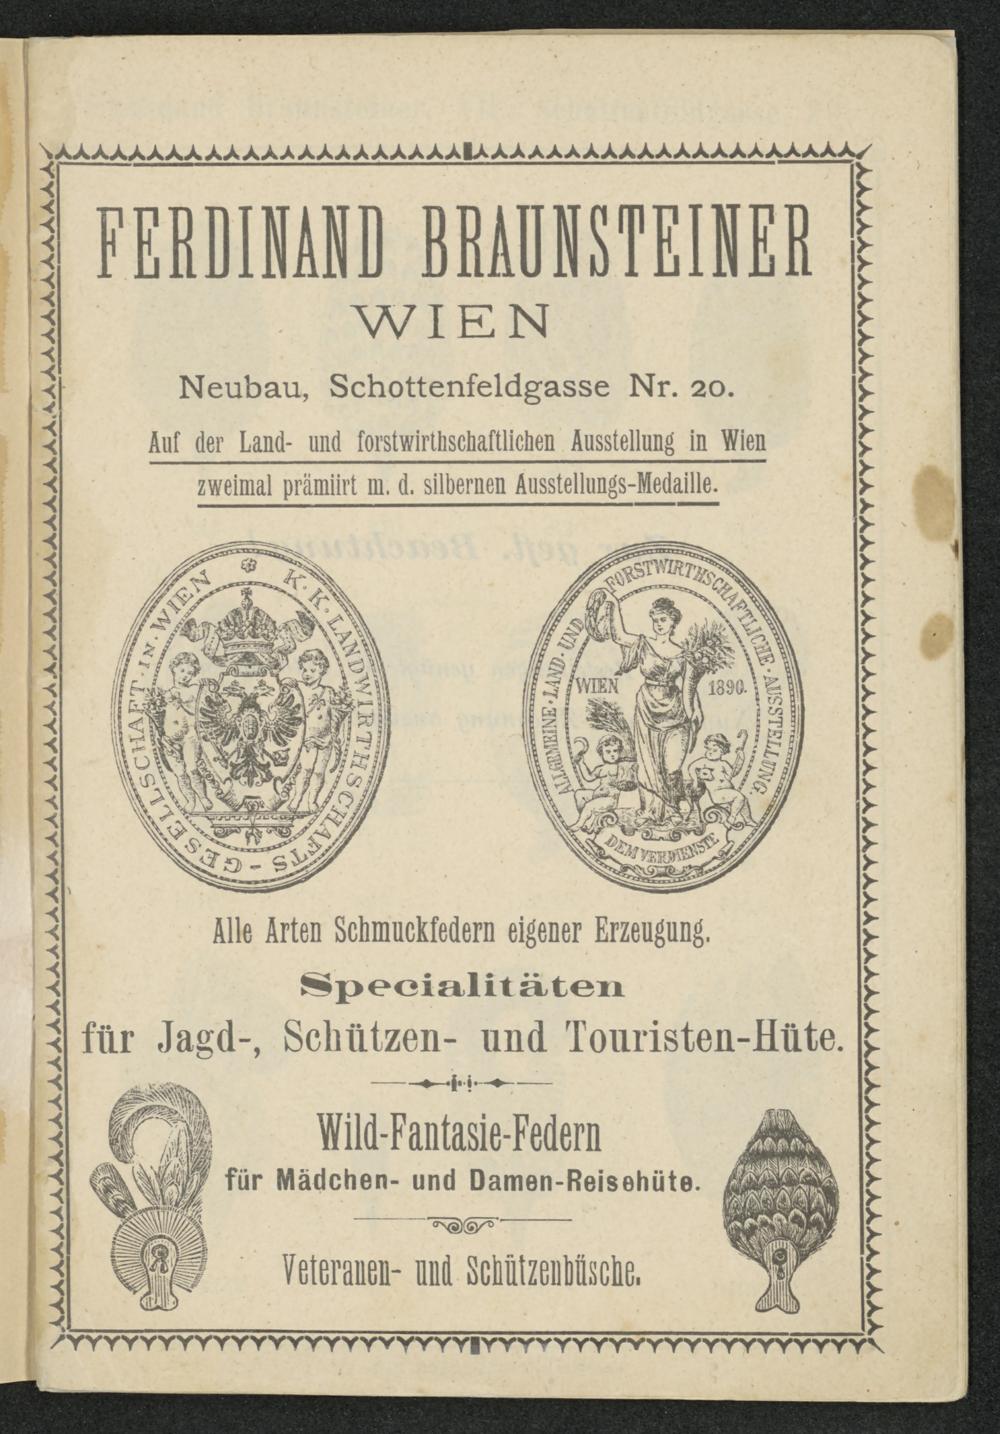 FERDINAND BRAUNSTEINER
WIEN
Neubau, Schottenfeldgasse Nr. 20.
Auf der Land- und forstwirthschaftlichen Ausstellung in Wien
zweimal prämiirt m. d. silbernen Ausstellungs-Medaille.
K. K. LANDWIRTHSCHAFTS-GESELLSCHAFT IN WIEN
ALLGEMEINE LAND- UND FORSTWIRTHSCHAFTLICHE AUSSTELLUNG.
WIEN 1890.
DEM VERDIENSTE
Alle Arten Schmuckfedern eigener Erzeugung.
Specialitäten
für Jagd-, Schützen- und Touristen-Hüte.
Wild-Fantasie-Federn
für Mädchen- und Damen-Reisehüte.
Veteranen- und Schützenbüsche.